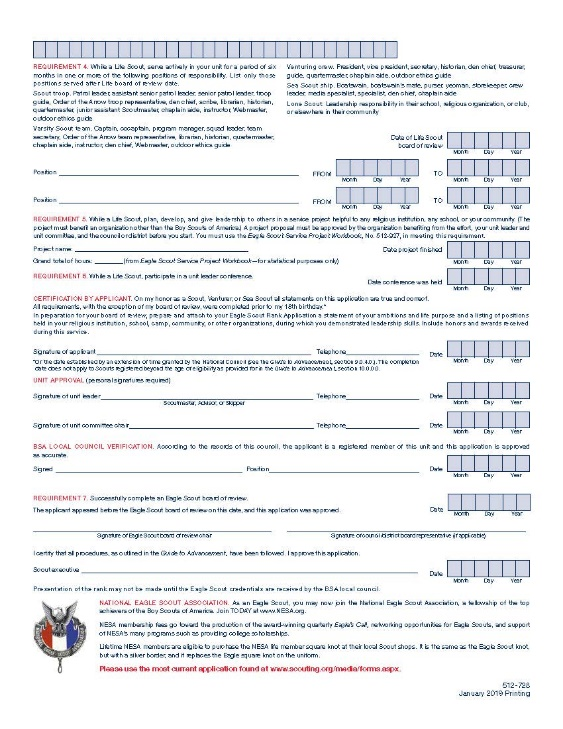 REQUIREMENT 4. While a Life Scout, serve actively in your unit for a period of six
months in one or more of the following positions of responsibility. List only those
positions served after Life board of review date.
Scout troop. Patrol leader, assistant senior patrol leader, senior patrol leader, troop
guide, Order of the Arrow troop representative, den chief, scribe, librarian, historian,
quartermaster, junior assistant Scoutmaster, chaplain aide, instructor, Webmaster,
outdoor ethics guide
Varsity Scout team. Captain, cocaptain, program manager, squad leader, team
secretary, Order of the Arrow team representative, librarian, historian, quartermaster,
chaplain aide, instructor, den chief, Webmaster, outdoor ethics guide
Venturing crew. President, vice president, secretary, historian, den chief, treasurer,
guide, quartermaster, chaplain aide, outdoor ethics guide
Sea Scout ship. Boatswain, boatswain's mate, purser, yeoman, storekeeper, crew
leader, media specialist, specialist, den chief, chaplain aide
Lone Scout. Leadership responsibility in their school, religious organization, or club,
or elsewhere in their community
Date of Life Scout
board of review
Month Day Year
Position FROM TO
Month Day Year Month Day Year
Position FROM TO
Month Day Year Month Day Year
REQUIREMENT 5. While a Life Scout, plan, develop, and give leadership to others in a service project helpful to any religious institution, any school, or your community. (The
project must benefit an organization other than the Boy Scouts of America.) A project proposal must be approved by the organization benefiting from the effort, your unit leader and
unit committee, and the council or district before you start. You must use the Eagle Scout Service Project Workbook, No. 512-927, in meeting this requirement.
Project name: Date project finished
Month Day Year
Grand total of hours: (from Eagle Scout Service Project Workbook—for statistical purposes only)
REQUIREMENT 6. While a Life Scout, participate in a unit leader conference.
Date conference was held
Month Day Year
CERTIFICATION BY APPLICANT. On my honor as a Scout, Venturer, or Sea Scout all statements on this application are true and correct.
All requirements, with the exception of my board of review, were completed prior to my 18th birthday.*
In preparation for your board of review, prepare and attach to your Eagle Scout Rank Application a statement of your ambitions and life purpose and a listing of positions
held in your religious institution, school, camp, community, or other organizations, during which you demonstrated leadership skills. Include honors and awards received
during this service.
Signature of applicant Telephone Date
Month Day Year
*Or the date established by an extension of time granted by the National Council (see the Guide to Advancement, section 9.0.4.0). The completion
date does not apply to Scouts registered beyond the age of eligibility as provided for in the Guide to Advancement, section 10.0.0.0.
UNIT APPROVAL (personal signatures required)
Signature of unit leader Telephone Date
Scoutmaster, Advisor, or Skipper
Month Day Year
Signature of unit committee chair Telephone Date
Month Day Year
BSA LOCAL COUNCIL VERIFICATION. According to the records of this council, the applicant is a registered member of this unit and this application is approved
as accurate.
Signed Position Date
Month Day Year
REQUIREMENT 7. Successfully complete an Eagle Scout board of review.
The applicant appeared before the Eagle Scout board of review on this date, and this application was approved. Date
Month Day Year
Signature of Eagle Scout board of review chair Signature of council/district board representative (if applicable)
I certify that all procedures, as outlined in the Guide to Advancement, have been followed. I approve this application.
Scout executive Date
Month Day Year
Presentation of the rank may not be made until the Eagle Scout credentials are received by the BSA local council.
NATIONAL EAGLE SCOUT ASSOCIATION. As an Eagle Scout, you may now join the National Eagle Scout Association, a fellowship of the top
achievers of the Boy Scouts of America. Join TODAY at www.NESA.org.
NESA membership fees go toward the production of the award-winning quarterly Eagle's Call, networking opportunities for Eagle Scouts, and support
of NESA's many programs such as providing college scholarships.
Lifetime NESA members are eligible to purchase the NESA life member square knot at their local Scout shops. It is the same as the Eagle Scout knot,
but with a silver border, and it replaces the Eagle square knot on the uniform.
Please use the most current application found at www.scouting.org/media/forms.aspx.
512-728
January 2019 Printing